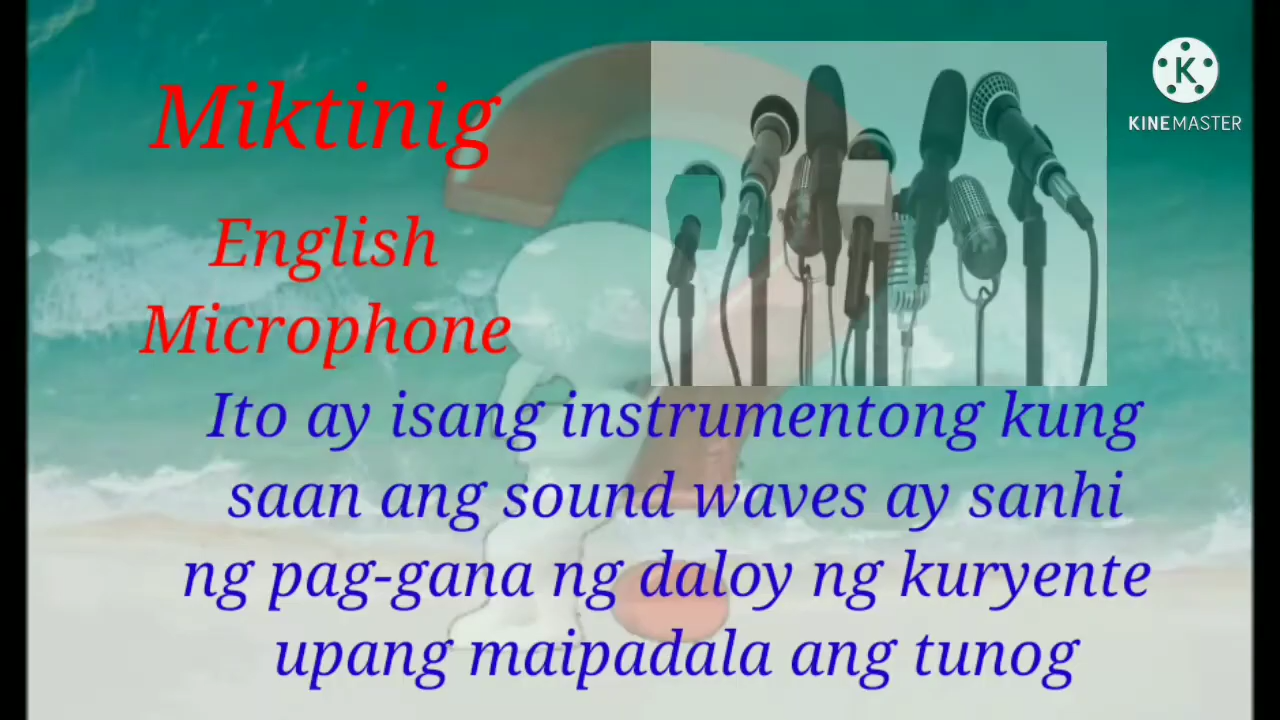 Miktinig
English
Microphone
Ito ay isang instrumentong kung
saan ang sound waves ay sanhi
ng pag-gana ng daloy ng kuryente
upang maipadala ang tunog
K
KINEMASTER